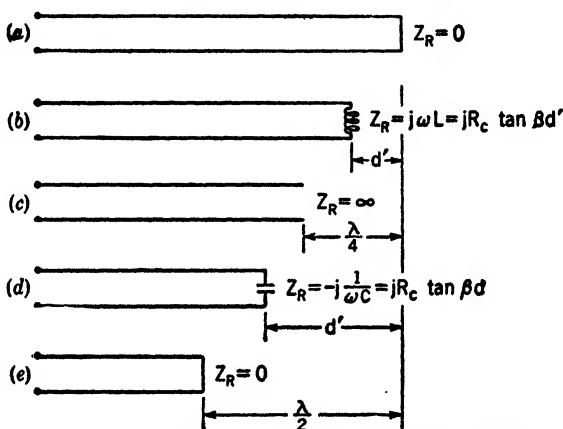 (a) Z_R = 0
(b) Z_R = jωL = jR_c tan βd′
d′
(c) Z_R = ∞
λ/4
(d) Z_R = -j 1/ωC = jR_c tan βd
d′
(e) Z_R = 0
λ/2